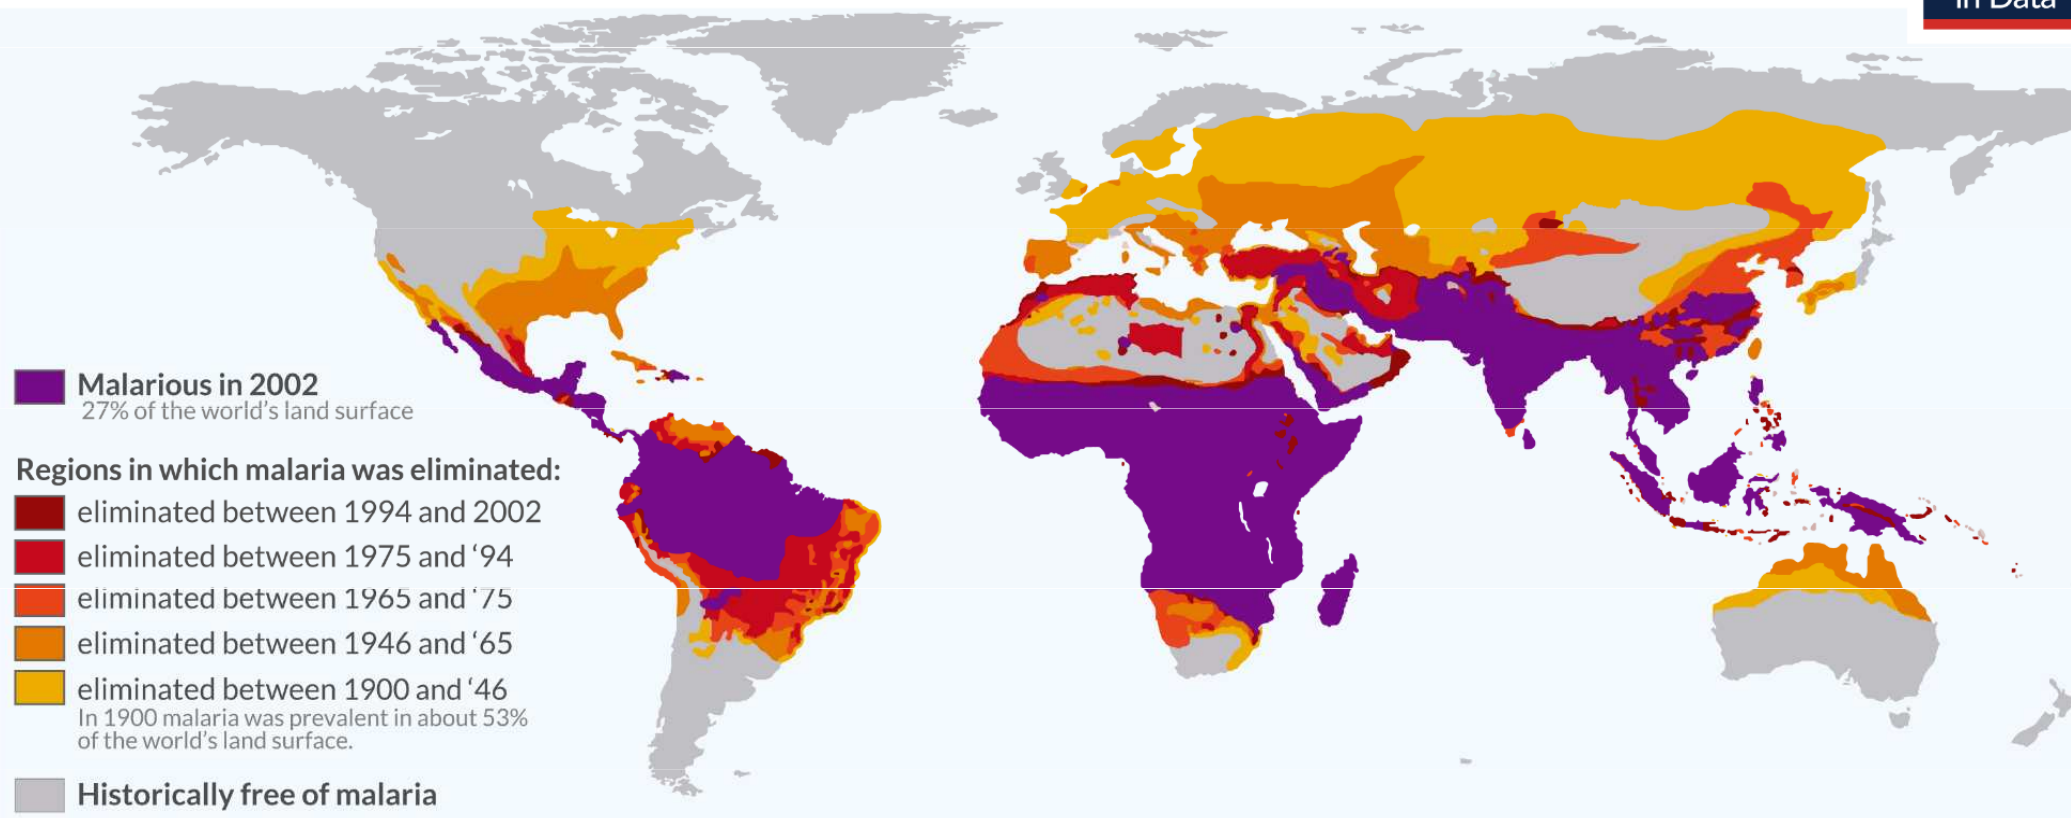 in Data
Malarious in 2002
27% of the world's land surface
Regions in which malaria was eliminated:
eliminated between 1994 and 2002
eliminated between 1975 and ‘94
eliminated between 1965 and ‘75
eliminated between 1946 and ‘65
eliminated between 1900 and ‘46
In 1900 malaria was prevalent in about 53%
of the world's land surface.
Historically free of malaria